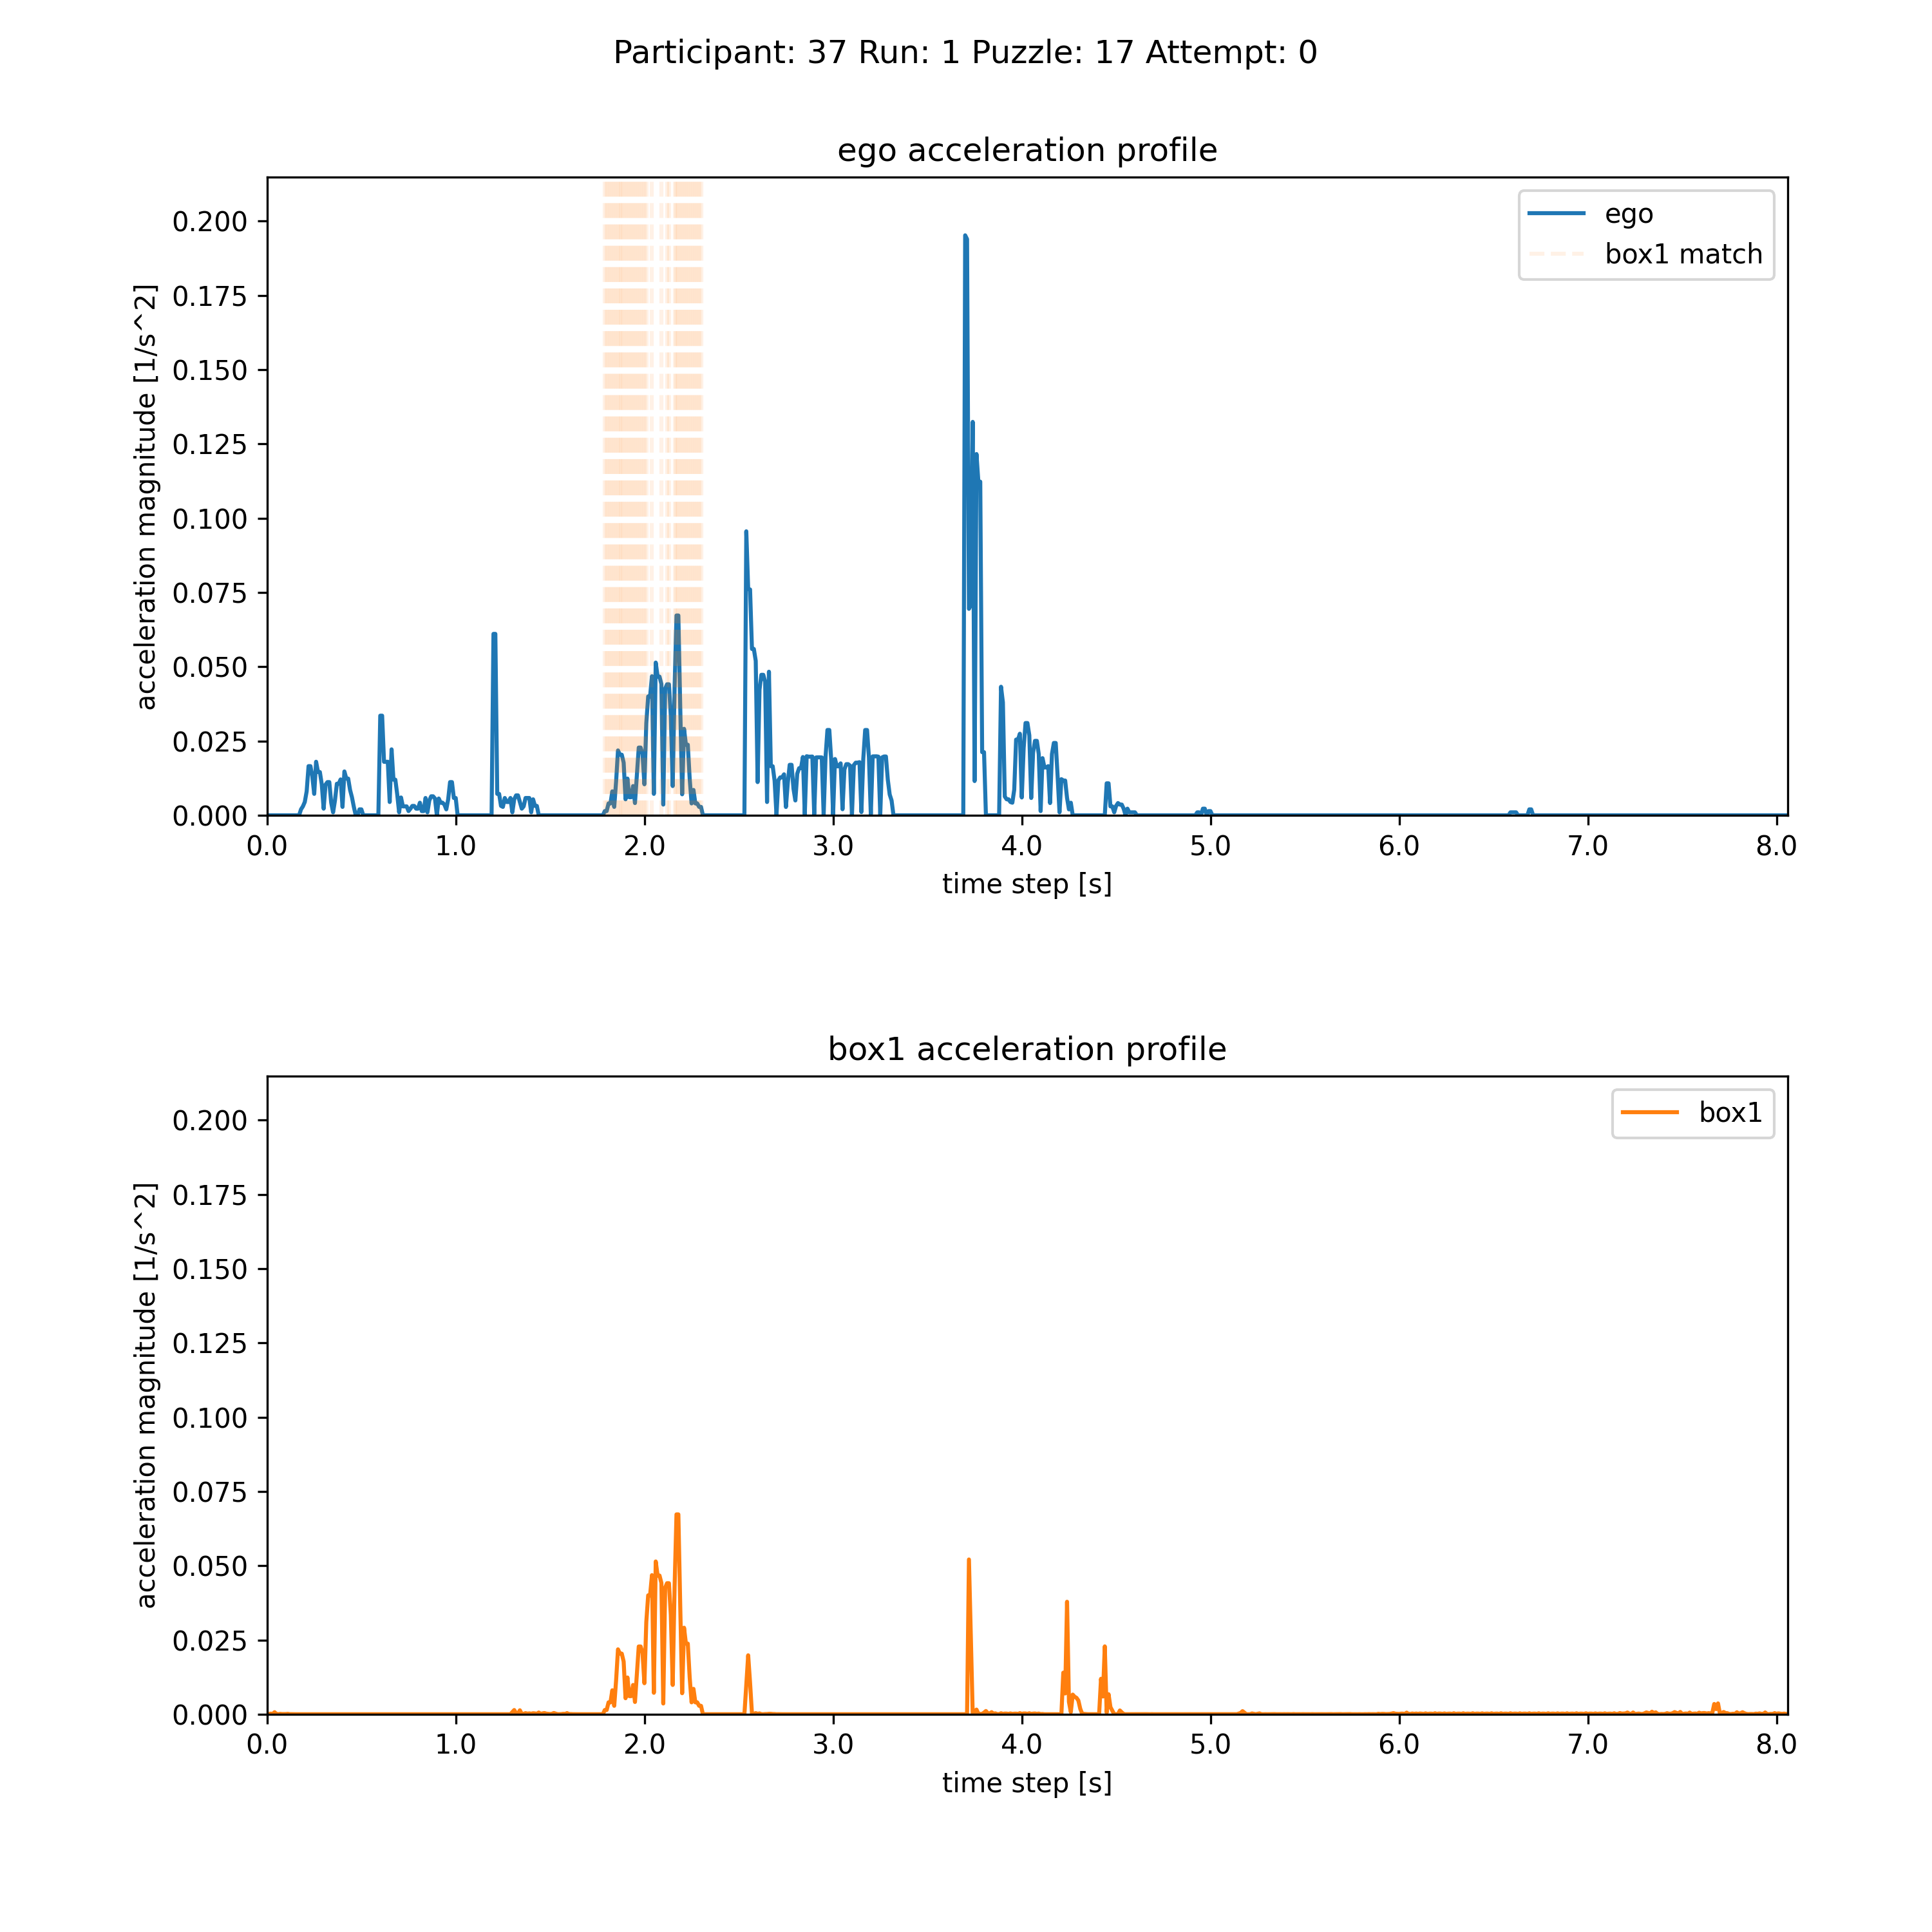 Participant: 37 Run: 1 Puzzle: 17 Attempt: 0
ego acceleration profile
acceleration magnitude [1/s^2]
0.200
0.175
0.150
0.125
0.100
0.075
0.050
0.025
0.000
ego
box1 match
0.0 1.0 2.0 3.0 4.0 5.0 6.0 7.0 8.0
time step [s]
box1 acceleration profile
acceleration magnitude [1/s^2]
0.200
0.175
0.150
0.125
0.100
0.075
0.050
0.025
0.000
box1
0.0 1.0 2.0 3.0 4.0 5.0 6.0 7.0 8.0
time step [s]